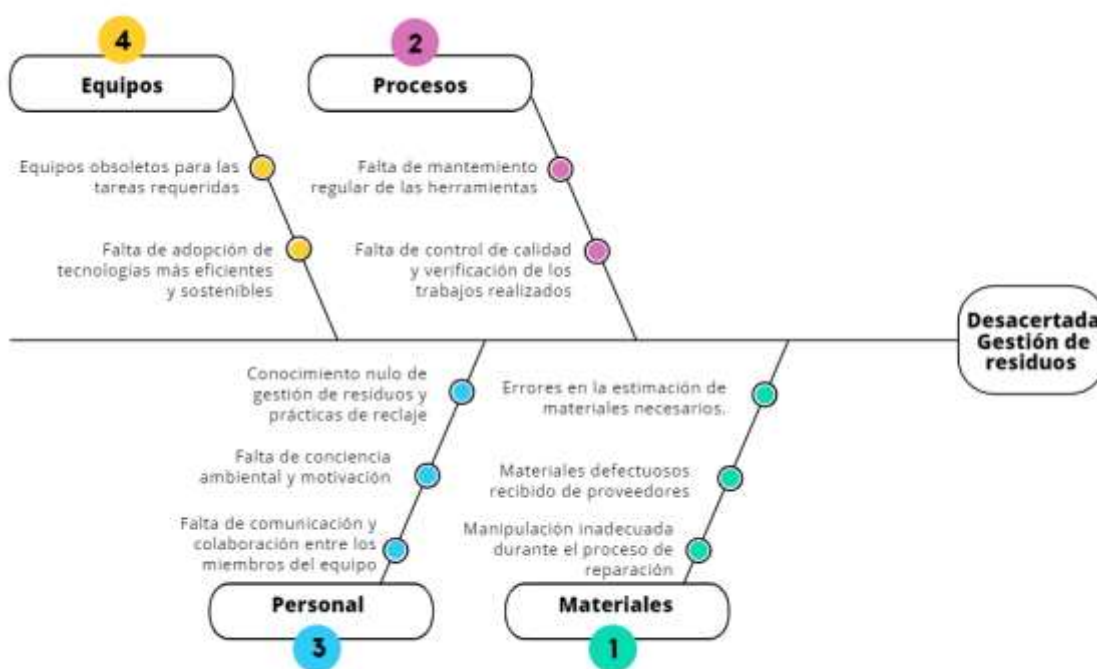 4
Equipos
Equipos obsoletos para las
tareas requeridas
Falta de adopción de
tecnologías más eficientes
y sostenibles
2
Procesos
Falta de mantemiento
regular de las herramientas
Falta de control de calidad
y verificación de los
trabajos realizados
Desacertada
Gestión de
residuos
Conocimiento nulo de
gestión de residuos y
prácticas de reclaje
Falta de conciencia
ambiental y motivación
Falta de comunicación y
colaboración entre los
miembros del equipo
Personal
3
Errores en la estimación de
materiales necesarios.
Materiales defectuosos
recibido de proveedores
Manipulación inadecuada
durante el proceso de
reparación
Materiales
1